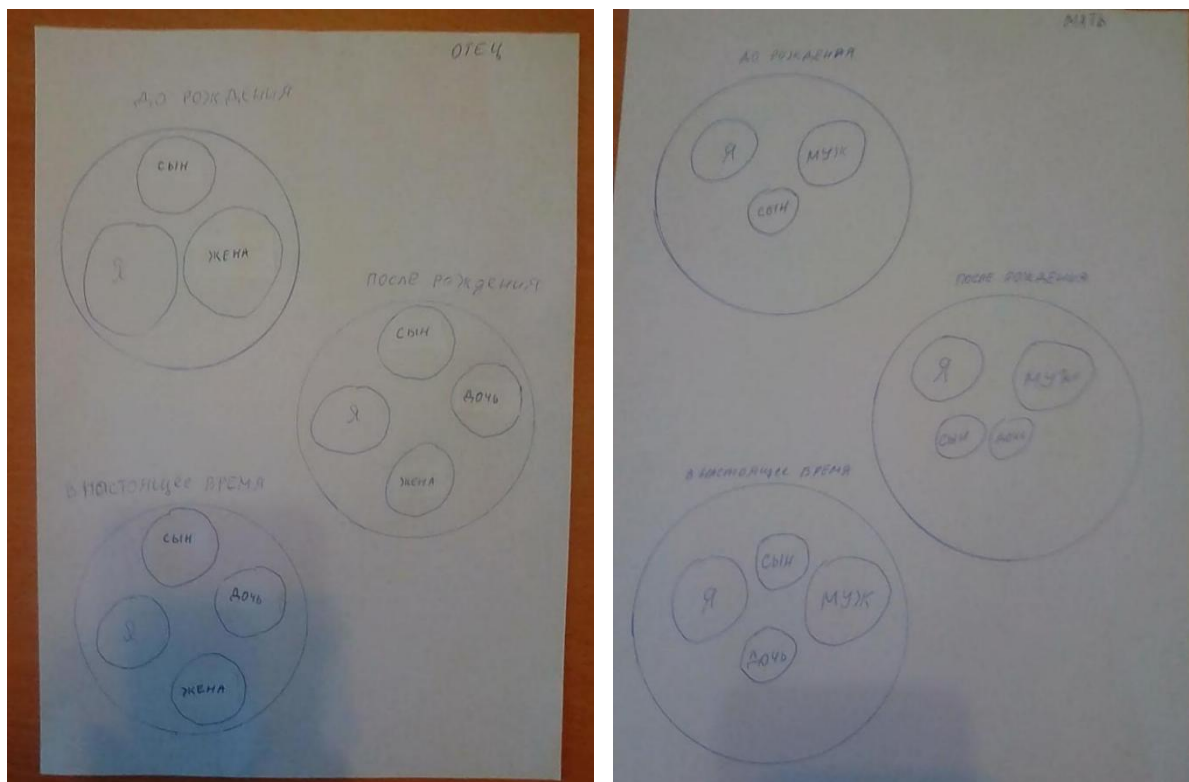 ОТЕЦ
ДО РОЖДЕНИЯ
СЫН
Я
ЖЕНА
ПОСЛЕ РОЖДЕНИЯ
СЫН
ДОЧЬ
Я
ЖЕНА
В НАСТОЯЩЕЕ ВРЕМЯ
СЫН
ДОЧЬ
Я
ЖЕНА
МАТЬ
ДО РОЖДЕНИЯ
Я
МУЖ
СЫН
ПОСЛЕ РОЖДЕНИЯ
Я
МУЖ
СЫН
ДОЧЬ
В НАСТОЯЩЕЕ ВРЕМЯ
СЫН
Я
МУЖ
ДОЧЬ